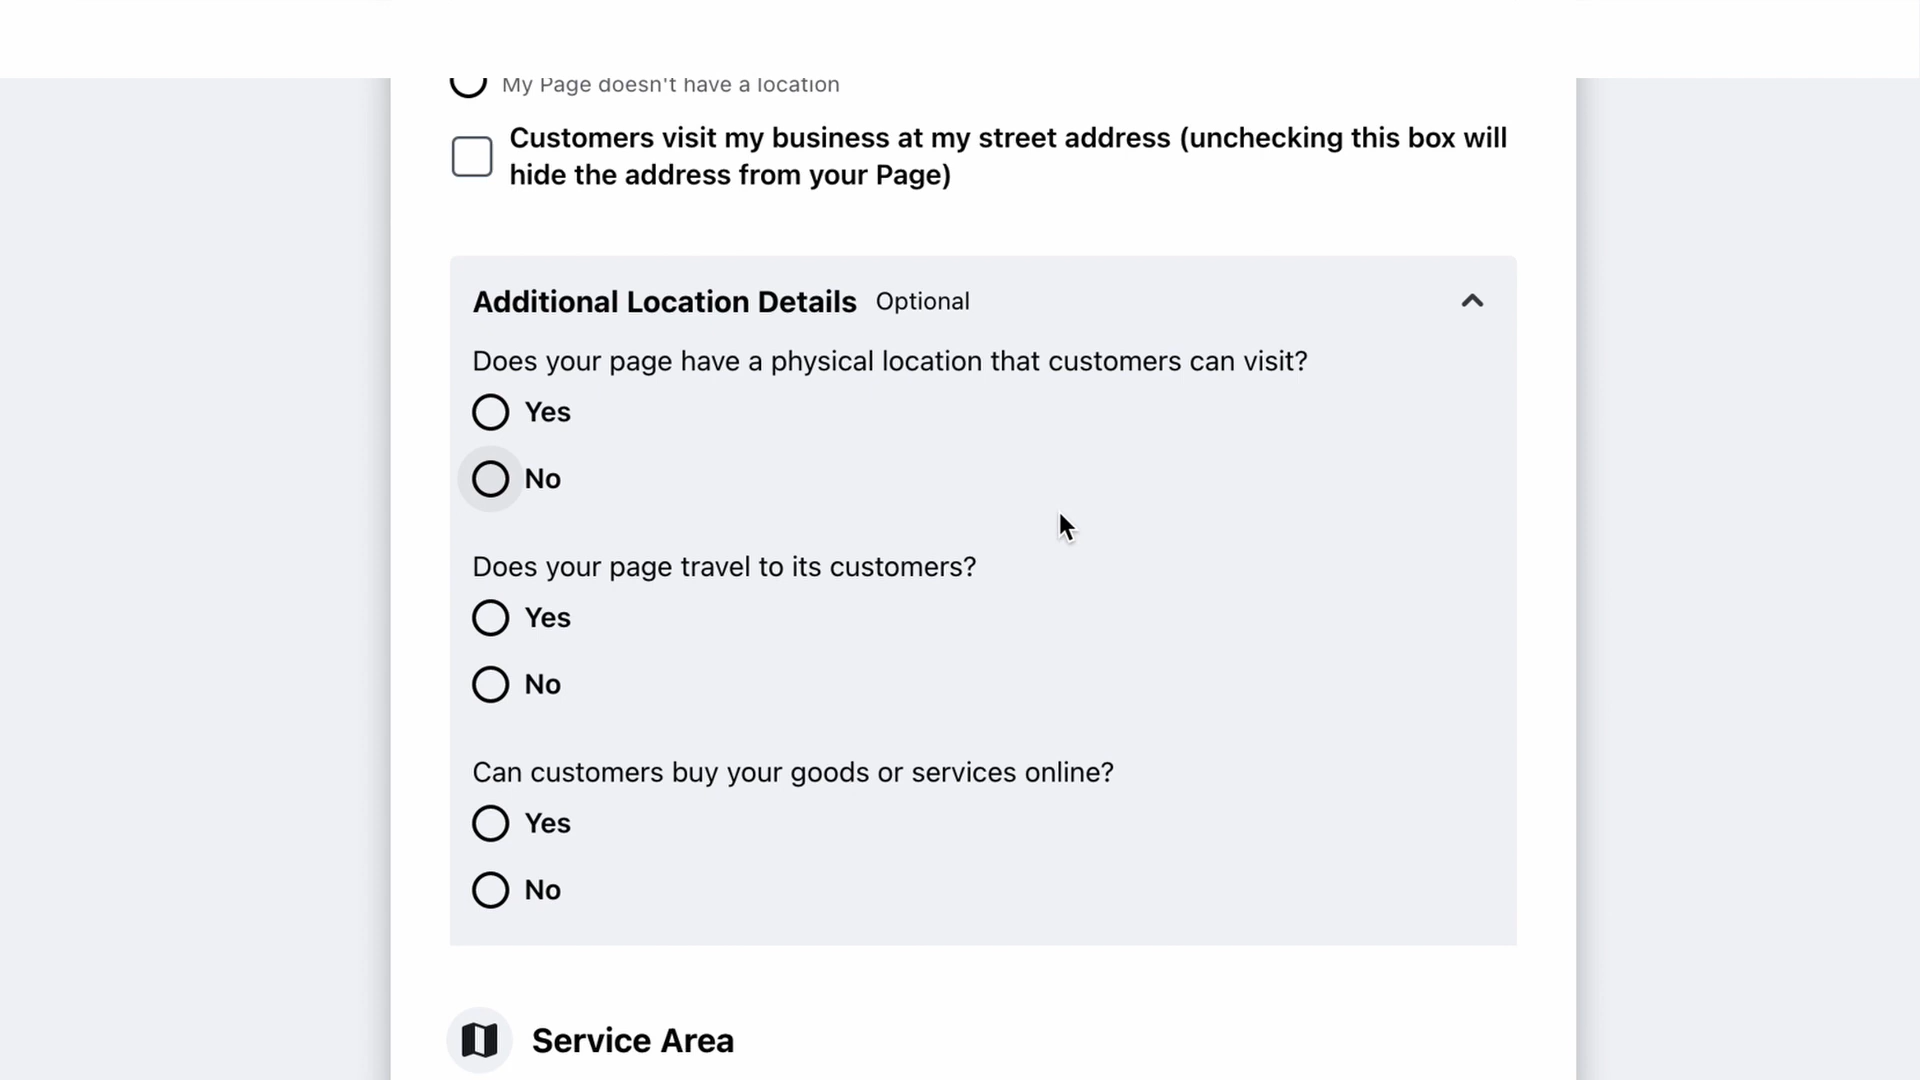 My Page doesn't have a location
Customers visit my business at my street address (unchecking this box will
hide the address from your Page)
Additional Location Details Optional
Does your page have a physical location that customers can visit?
Yes
No
Does your page travel to its customers?
Yes
No
Can customers buy your goods or services online?
Yes
No
Service Area